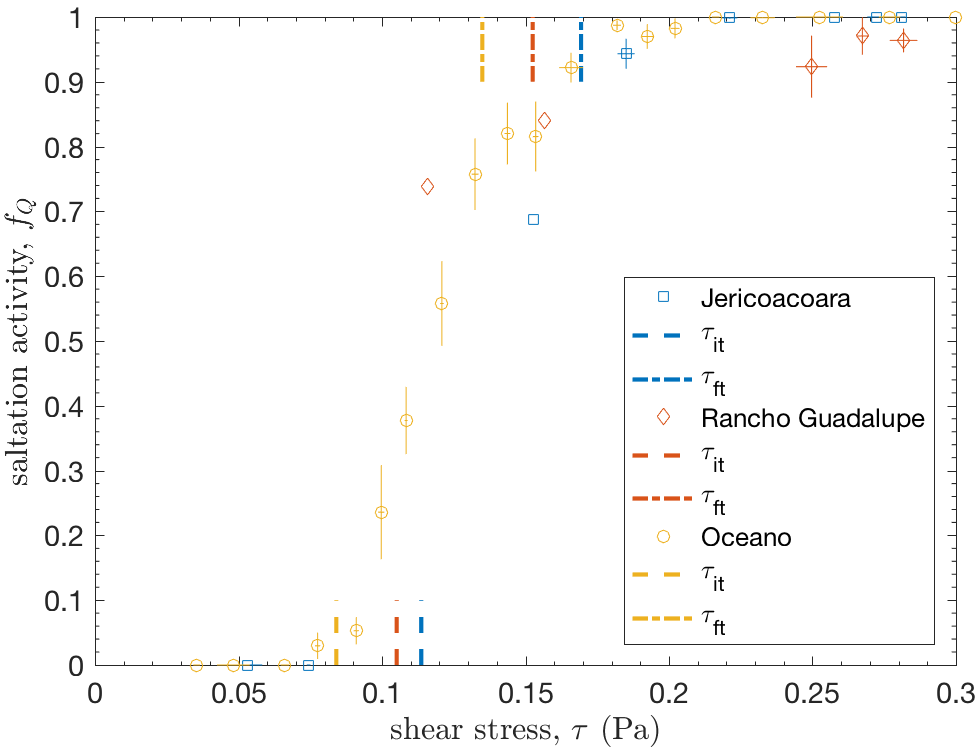 1
0.9
0.8
0.7
0.6
0.5
0.4
0.3
0.2
0.1
0
saltation activity, f_Q
0 0.05 0.1 0.15 0.2 0.25 0.3
shear stress, τ (Pa)
Jericoacoara
τ_it
τ_ft
Rancho Guadalupe
τ_it
τ_ft
Oceano
τ_it
τ_ft